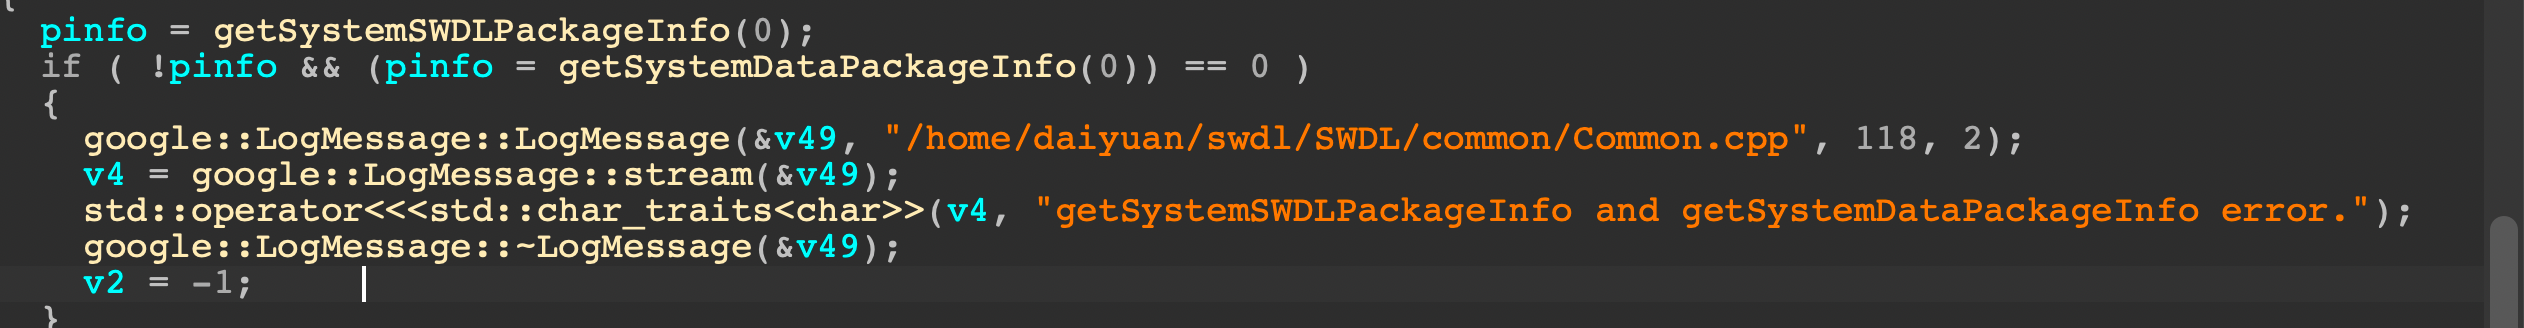 {
pinfo = getSystemSWDLPackageInfo(0);
if ( !pinfo && (pinfo = getSystemDataPackageInfo(0)) == 0 )
{
google::LogMessage::LogMessage(&v49, "/home/daiyuan/swdl/SWDL/common/Common.cpp", 118, 2);
v4 = google::LogMessage::stream(&v49);
std::operator<<<std::char_traits<char>>(v4, "getSystemSWDLPackageInfo and getSystemDataPackageInfo error.");
google::LogMessage::~LogMessage(&v49);
v2 = -1;
}